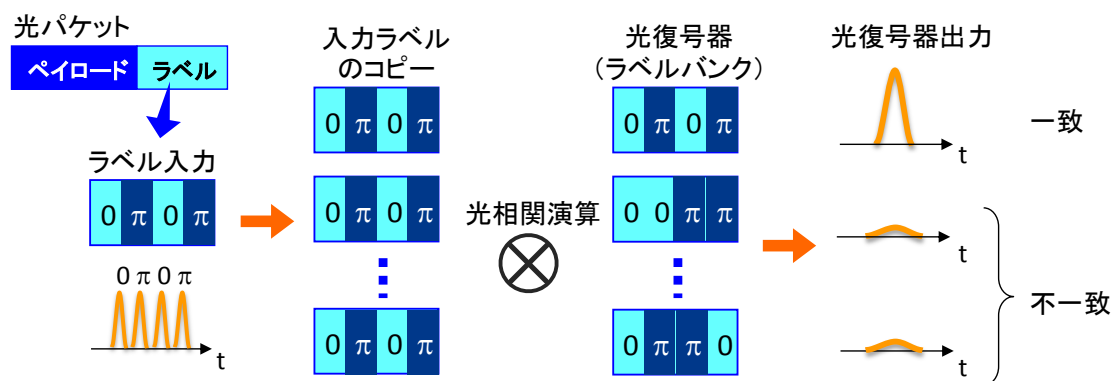 光パケット
ペイロード ラベル
ラベル入力
0 π 0 π
0 π 0 π
t
入力ラベル
のコピー
0 π 0 π
0 π 0 π
0 π 0 π
光相関演算
光復号器
(ラベルバンク)
0 π 0 π
0 0 π π
0 π π 0
光復号器出力
t
一致
t
t
不一致